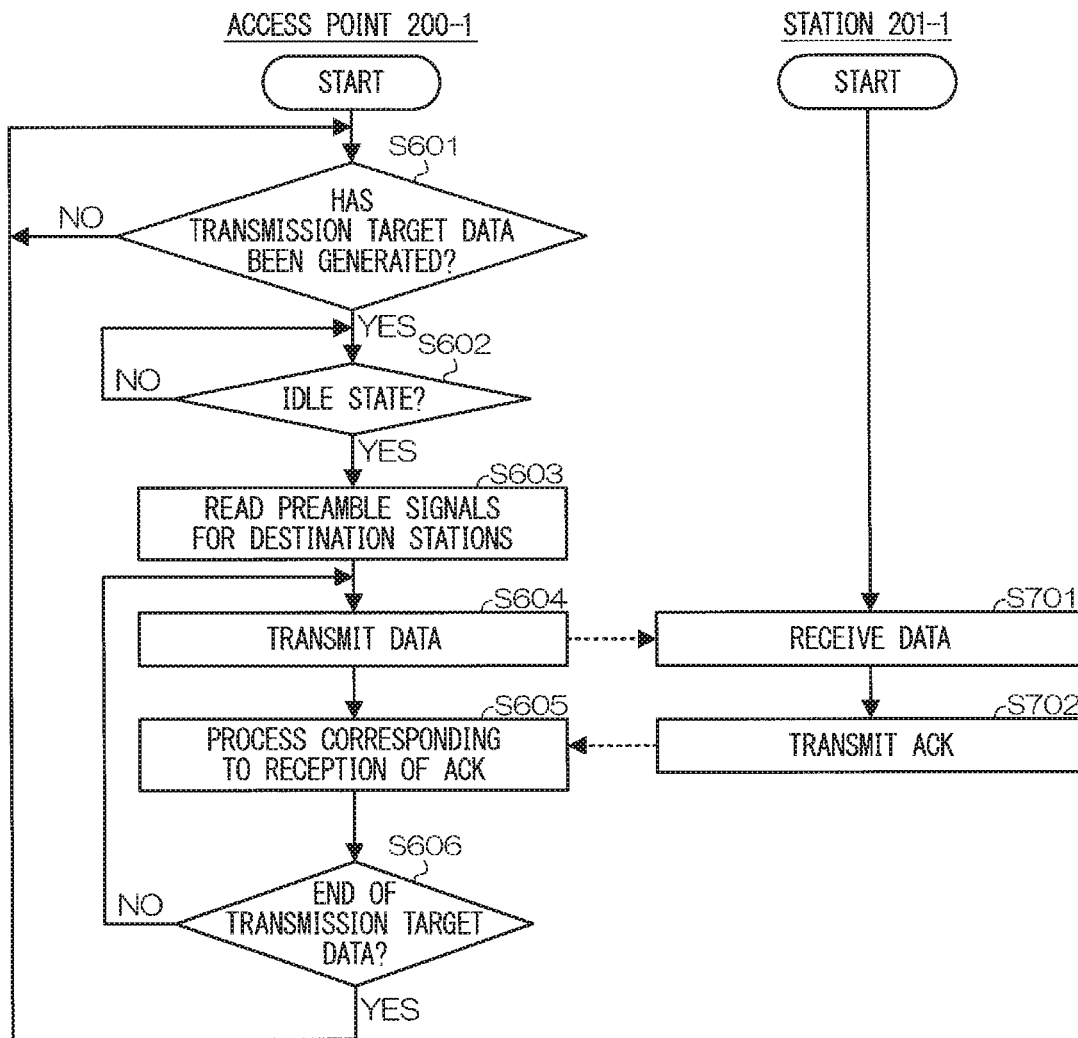 ACCESS POINT 200-1
STATION 201-1
START
START
S601
HAS
TRANSMISSION TARGET DATA
BEEN GENERATED?
NO
YES
S602
IDLE STATE?
NO
YES
S603
READ PREAMBLE SIGNALS
FOR DESTINATION STATIONS
S604
TRANSMIT DATA
S701
RECEIVE DATA
S605
PROCESS CORRESPONDING
TO RECEPTION OF ACK
S702
TRANSMIT ACK
S606
END OF
TRANSMISSION TARGET
DATA?
NO
YES